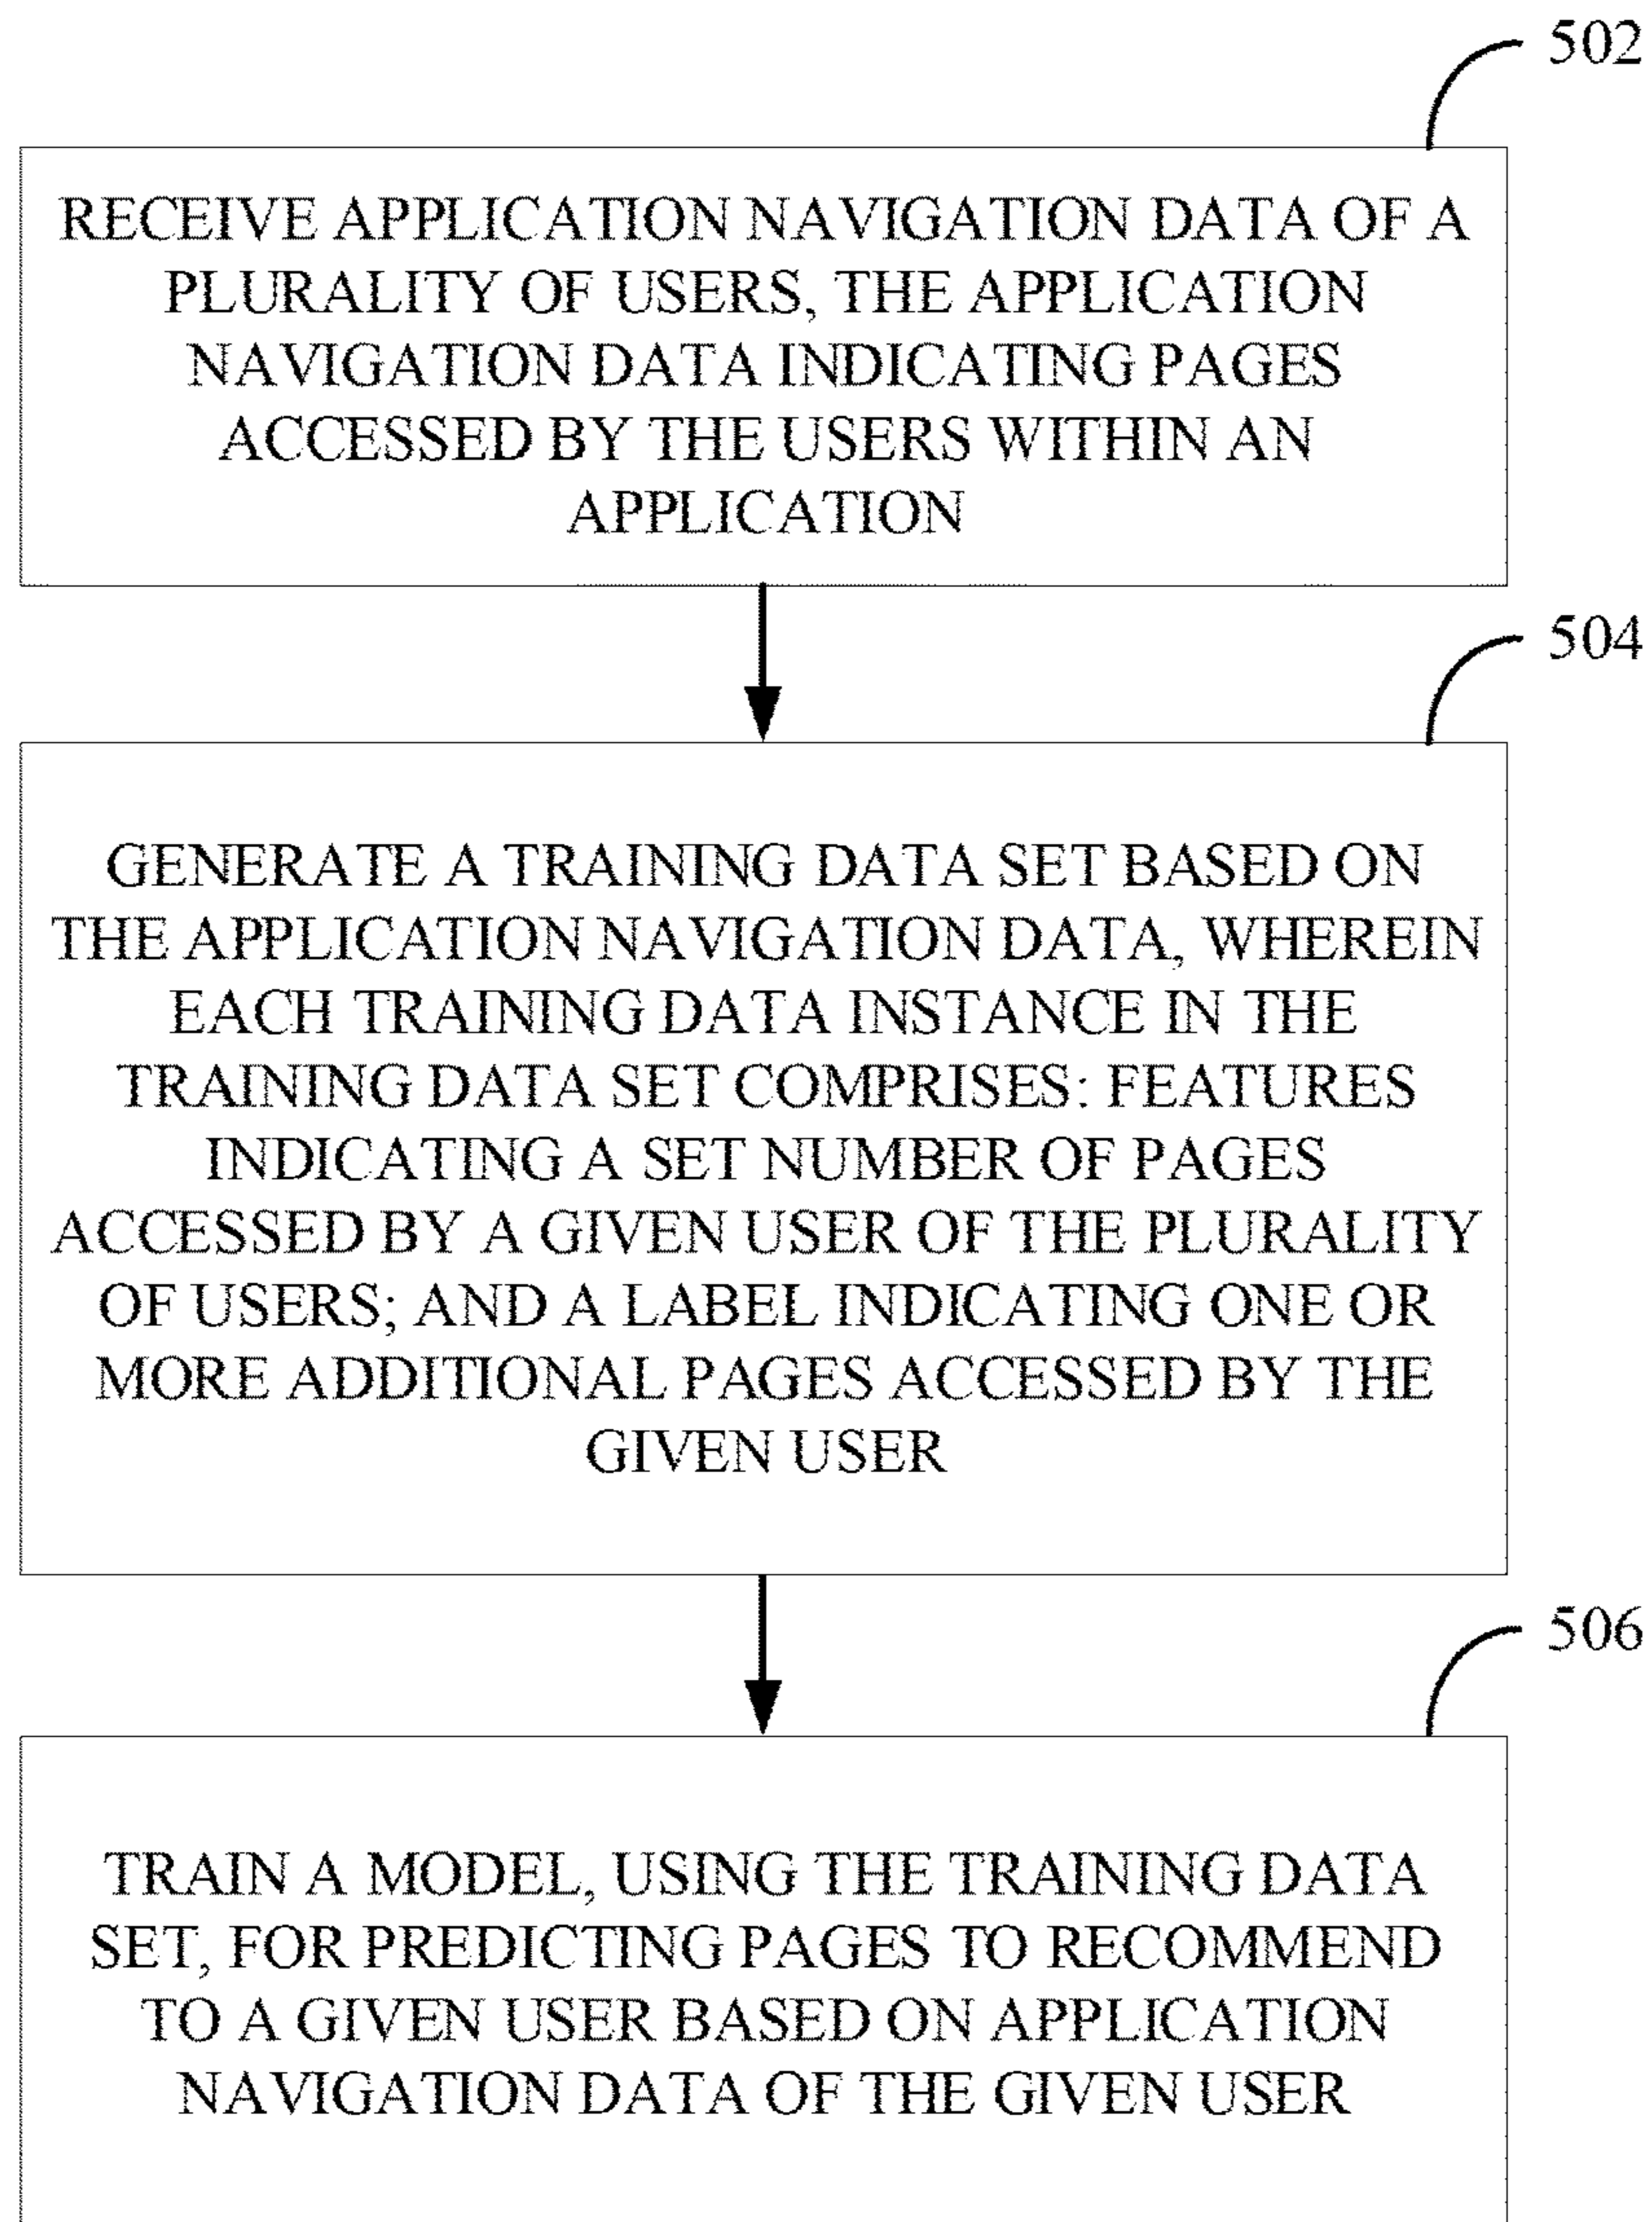 502
RECEIVE APPLICATION NAVIGATION DATA OF A
PLURALITY OF USERS, THE APPLICATION
NAVIGATION DATA INDICATING PAGES
ACCESSED BY THE USERS WITHIN AN
APPLICATION
504
GENERATE A TRAINING DATA SET BASED ON
THE APPLICATION NAVIGATION DATA, WHEREIN
EACH TRAINING DATA INSTANCE IN THE
TRAINING DATA SET COMPRISES: FEATURES
INDICATING A SET NUMBER OF PAGES
ACCESSED BY A GIVEN USER OF THE PLURALITY
OF USERS; AND A LABEL INDICATING ONE OR
MORE ADDITIONAL PAGES ACCESSED BY THE
GIVEN USER
506
TRAIN A MODEL, USING THE TRAINING DATA
SET, FOR PREDICTING PAGES TO RECOMMEND
TO A GIVEN USER BASED ON APPLICATION
NAVIGATION DATA OF THE GIVEN USER